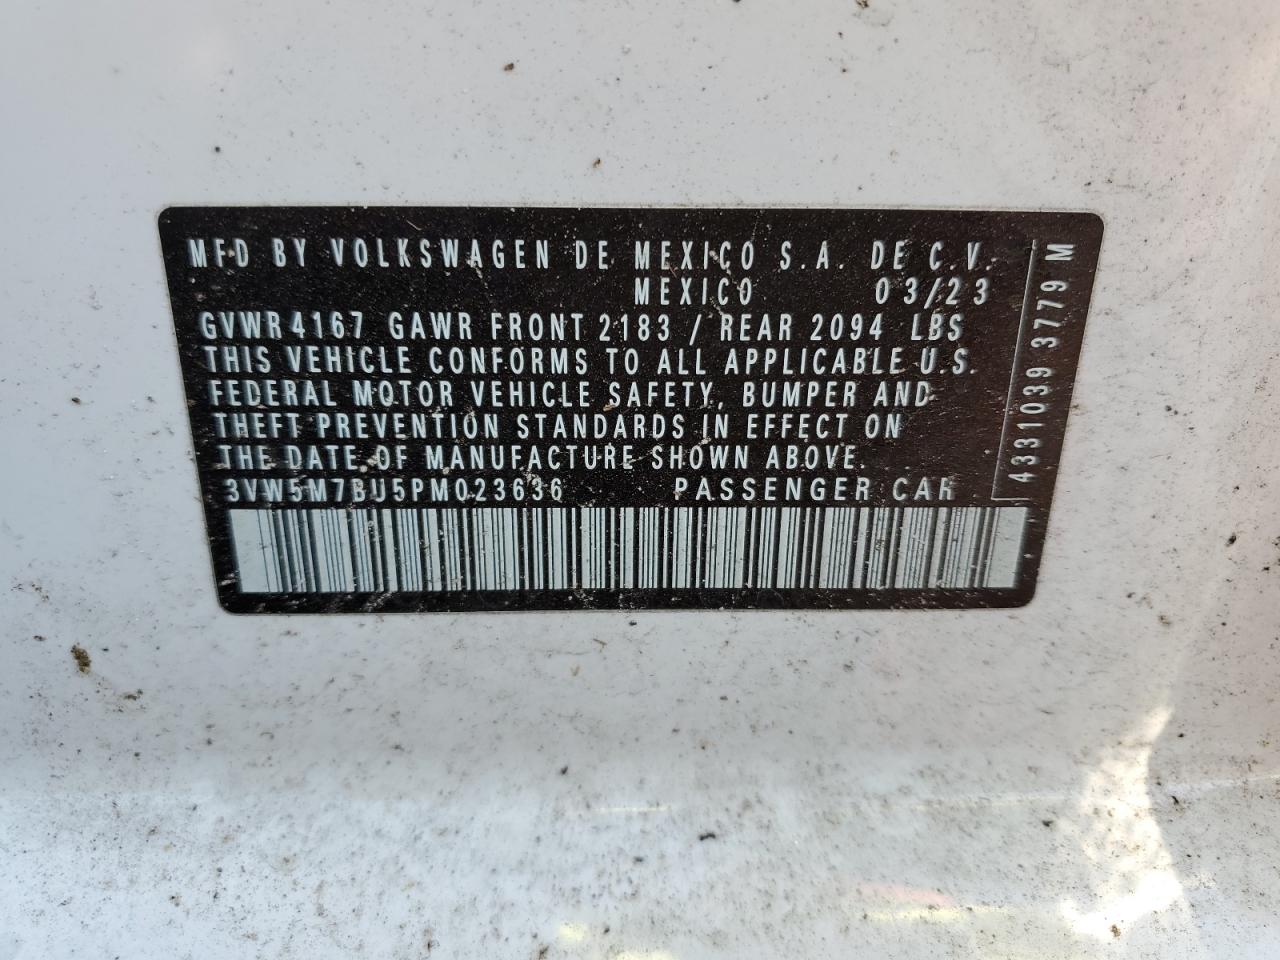 MFD BY VOLKSWAGEN DE MEXICO S.A. DE C.V.
MEXICO 03/23
GVWR 4167 GAWR FRONT 2183 / REAR 2094 LBS
THIS VEHICLE CONFORMS TO ALL APPLICABLE U.S.
FEDERAL MOTOR VEHICLE SAFETY, BUMPER AND
THEFT PREVENTION STANDARDS IN EFFECT ON
THE DATE OF MANUFACTURE SHOWN ABOVE.
3VW5M7BU5PM023636 PASSENGER CAR
4331039 3779 M